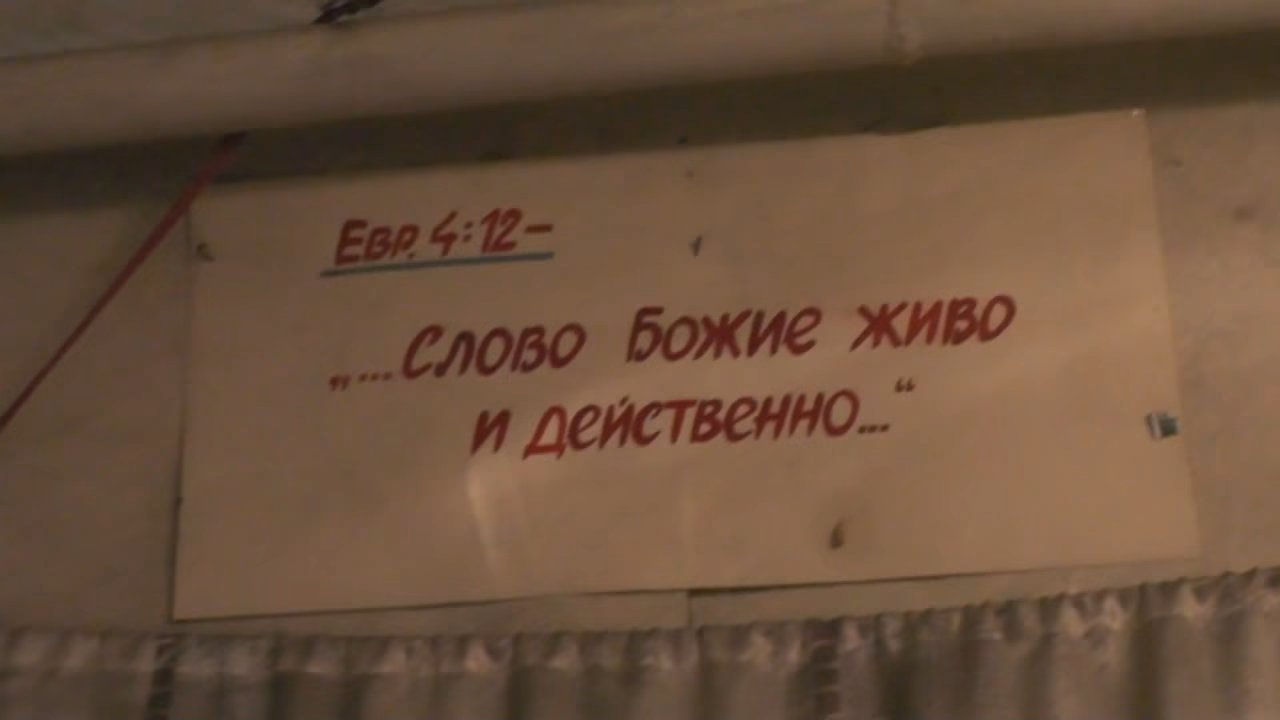 Евр. 4:12-
„...Слово Божие живо
и действенно...“